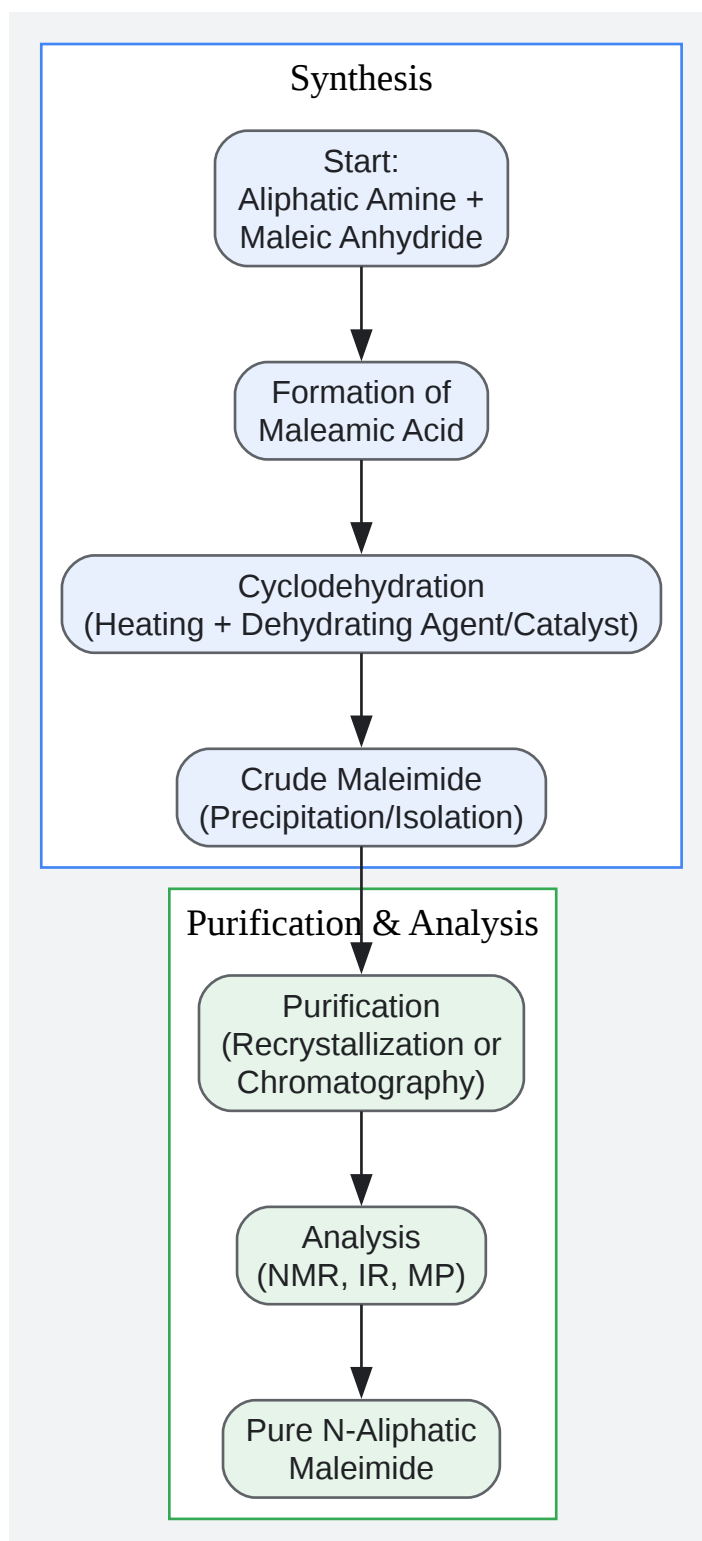 Synthesis
Start:
Aliphatic Amine +
Maleic Anhydride
Formation of
Maleamic Acid
Cyclodehydration
(Heating + Dehydrating Agent/Catalyst)
Crude Maleimide
(Precipitation/Isolation)
Purification & Analysis
Purification
(Recrystallization or
Chromatography)
Analysis
(NMR, IR, MP)
Pure N-Aliphatic
Maleimide